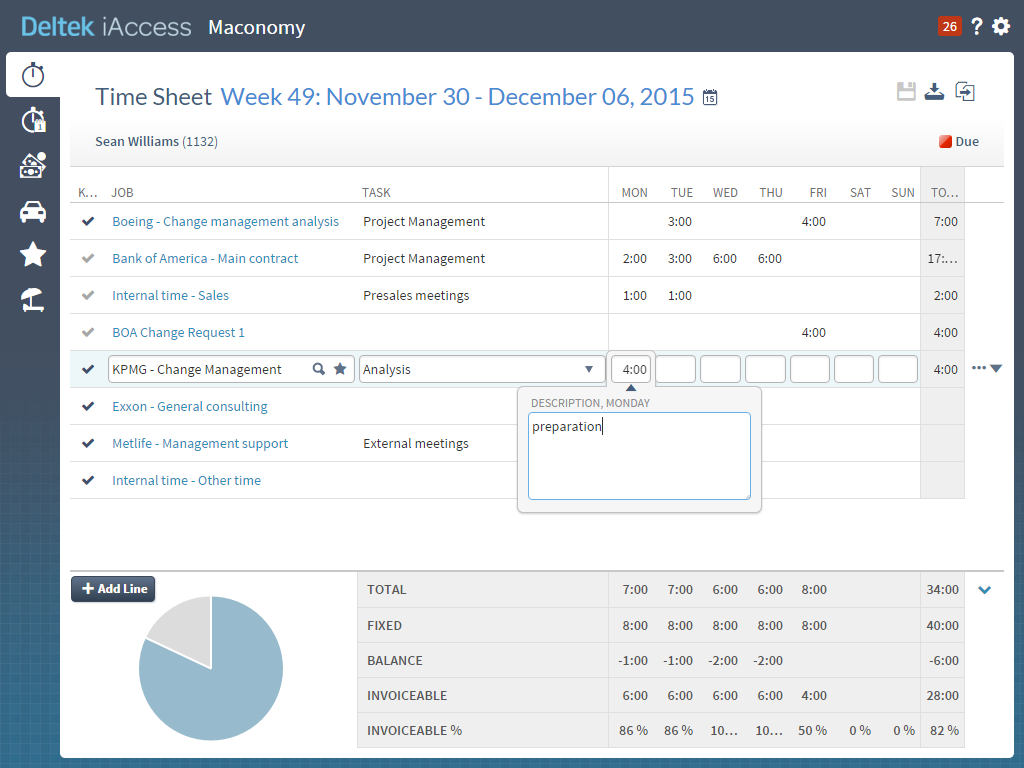 Deltek iAccess Maconomy 26 ?
Time Sheet Week 49: November 30 - December 06, 2015 15
Sean Williams (1132) Due
K... JOB TASK MON TUE WED THU FRI SAT SUN TO...
Boeing - Change management analysis Project Management 3:00 4:00 7:00
Bank of America - Main contract Project Management 2:00 3:00 6:00 6:00 17:...
Internal time - Sales Presales meetings 1:00 1:00 2:00
BOA Change Request 1 4:00 4:00
KPMG - Change Management Analysis 4:00 4:00
DESCRIPTION, MONDAY
Exxon - General consulting
preparation
Metlife - Management support External meetings
Internal time - Other time
Add Line
TOTAL 7:00 7:00 6:00 6:00 8:00 34:00
FIXED 8:00 8:00 8:00 8:00 8:00 40:00
BALANCE -1:00 -1:00 -2:00 -2:00 -6:00
INVOICEABLE 6:00 6:00 6:00 6:00 4:00 28:00
INVOICEABLE % 86 % 86 % 10... 10... 50 % 0 % 0 % 82 %